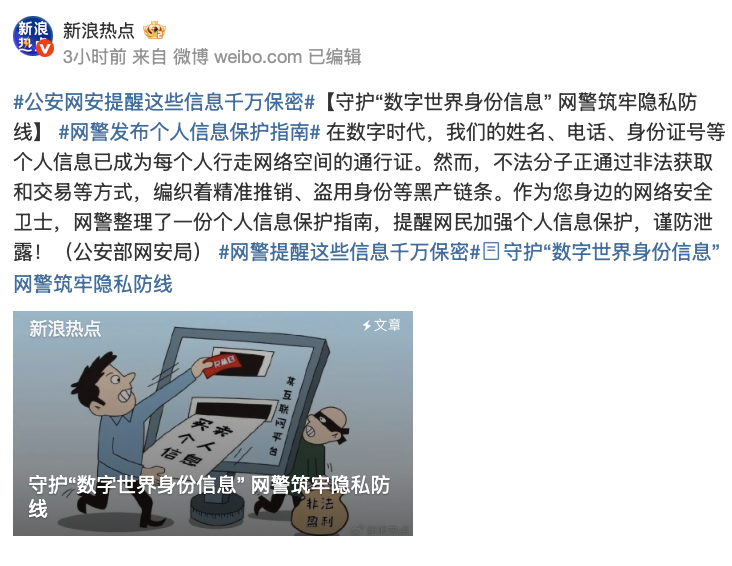 新浪热点
3小时前 来自 微博 weibo.com 已编辑
#公安网安提醒这些信息千万保密#【守护“数字世界身份信息” 网警筑牢隐私防
线】 #网警发布个人信息保护指南# 在数字时代，我们的姓名、电话、身份证号等
个人信息已成为每个人行走网络空间的通行证。然而，不法分子正通过非法获取
和交易等方式，编织着精准推销、盗用身份等黑产链条。作为您身边的网络安全
卫士，网警整理了一份个人信息保护指南，提醒网民加强个人信息保护，谨防泄
露！（公安部网安局） #网警提醒这些信息千万保密# 守护“数字世界身份信息”
网警筑牢隐私防线
新浪热点
文章
某互联网平台
买卖
个人
信息
守护“数字世界身份信息” 网警筑牢隐私防
线
非法
盈利